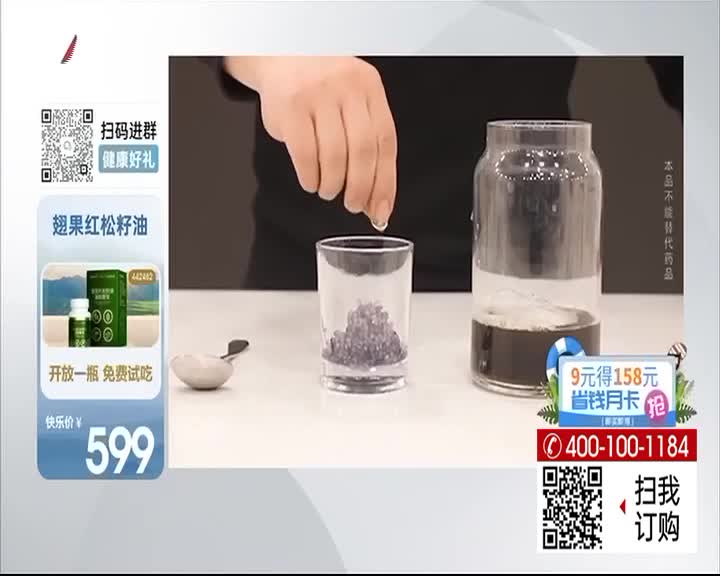 扫码进群
健康好礼
翅果红松籽油
442462
开放一瓶 免费试吃
快乐价¥
599
本品不能替代药品
9元得158元
省钱月卡
抢
400-100-1184
扫我
订购